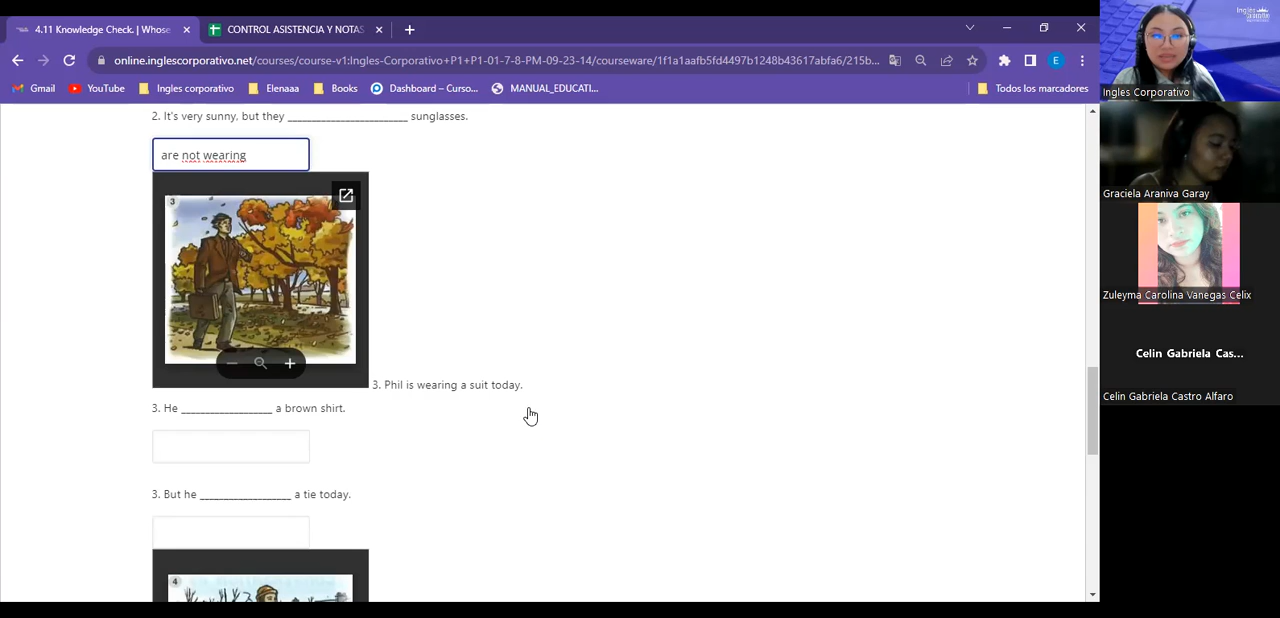 4.11 Knowledge Check. | Whose
CONTROL ASISTENCIA Y NOTAS
online.inglescorporativo.net/courses/course-v1:Ingles-Corporativo+P1+P1-01-7-8-PM-09-23-14/courseware/1f1a1aafb5fd4497b1248b43617abfa6/215b...
E
Gmail
YouTube
Ingles corporativo
Elenaaa
Books
Dashboard – Curso...
MANUAL_EDUCATI...
Todos los marcadores
2. It's very sunny, but they ________________________ sunglasses.
are not wearing
3
3. Phil is wearing a suit today.
3. He __________________ a brown shirt.
3. But he __________________ a tie today.
4
Ingles Corporativo
Graciela Araniva Garay
Zuleyma Carolina Vanegas Celix
Celin Gabriela Cas...
Celin Gabriela Castro Alfaro